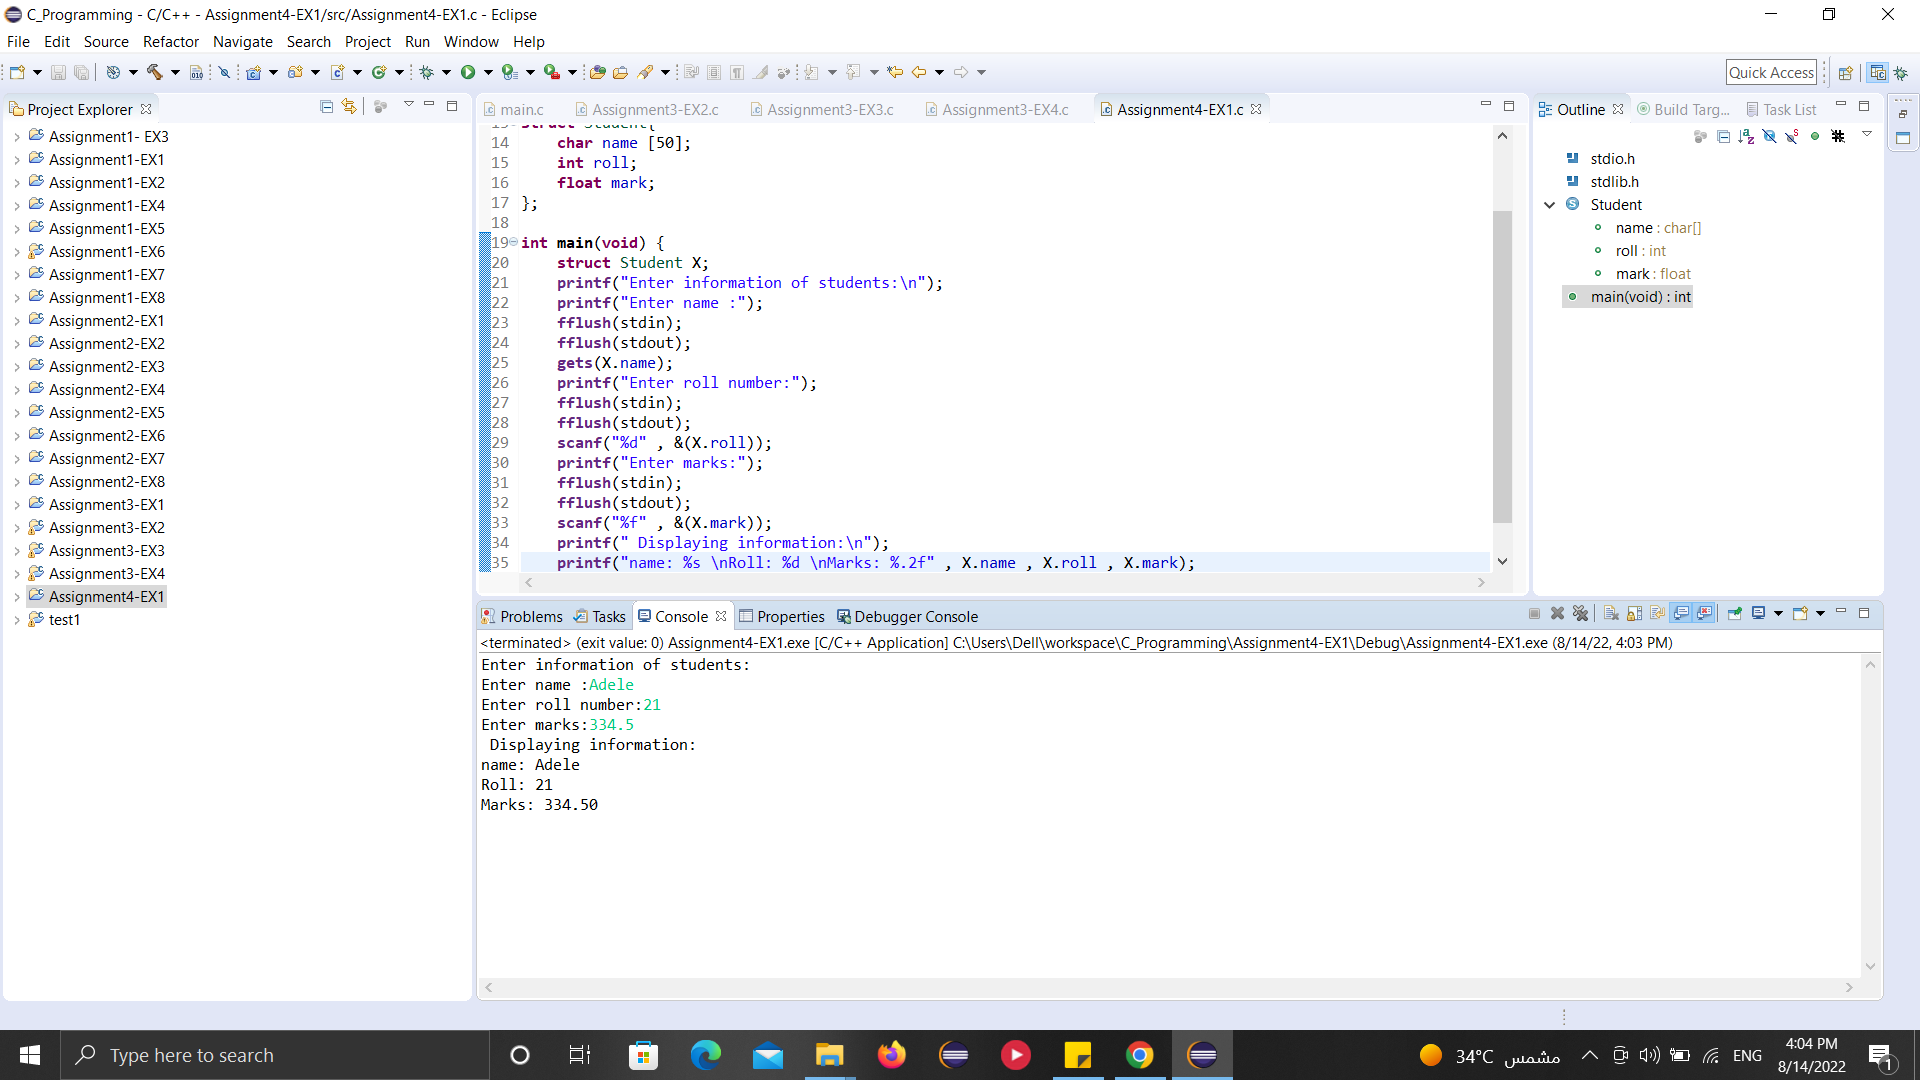 C_Programming - C/C++ - Assignment4-EX1/src/Assignment4-EX1.c - Eclipse
File Edit Source Refactor Navigate Search Project Run Window Help
Quick Access
Project Explorer
Assignment1- EX3
Assignment1-EX1
Assignment1-EX2
Assignment1-EX4
Assignment1-EX5
Assignment1-EX6
Assignment1-EX7
Assignment1-EX8
Assignment2-EX1
Assignment2-EX2
Assignment2-EX3
Assignment2-EX4
Assignment2-EX5
Assignment2-EX6
Assignment2-EX7
Assignment2-EX8
Assignment3-EX1
Assignment3-EX2
Assignment3-EX3
Assignment3-EX4
Assignment4-EX1
test1
main.c Assignment3-EX2.c Assignment3-EX3.c Assignment3-EX4.c Assignment4-EX1.c
13 struct Student{
14 char name [50];
15 int roll;
16 float mark;
17 };
18
19 int main(void) {
20 struct Student X;
21 printf("Enter information of students:\n");
22 printf("Enter name :");
23 fflush(stdin);
24 fflush(stdout);
25 gets(X.name);
26 printf("Enter roll number:");
27 fflush(stdin);
28 fflush(stdout);
29 scanf("%d" , &(X.roll));
30 printf("Enter marks:");
31 fflush(stdin);
32 fflush(stdout);
33 scanf("%f" , &(X.mark));
34 printf(" Displaying information:\n");
35 printf("name: %s \nRoll: %d \nMarks: %.2f" , X.name , X.roll , X.mark);
Outline Build Targ... Task List
stdio.h
stdlib.h
Student
name : char[]
roll : int
mark : float
main(void) : int
Problems Tasks Console Properties Debugger Console
<terminated> (exit value: 0) Assignment4-EX1.exe [C/C++ Application] C:\Users\Dell\workspace\C_Programming\Assignment4-EX1\Debug\Assignment4-EX1.exe (8/14/22, 4:03 PM)
Enter information of students:
Enter name :Adele
Enter roll number:21
Enter marks:334.5
Displaying information:
name: Adele
Roll: 21
Marks: 334.50
Type here to search
34°C مشمس
ENG
4:04 PM
8/14/2022
1